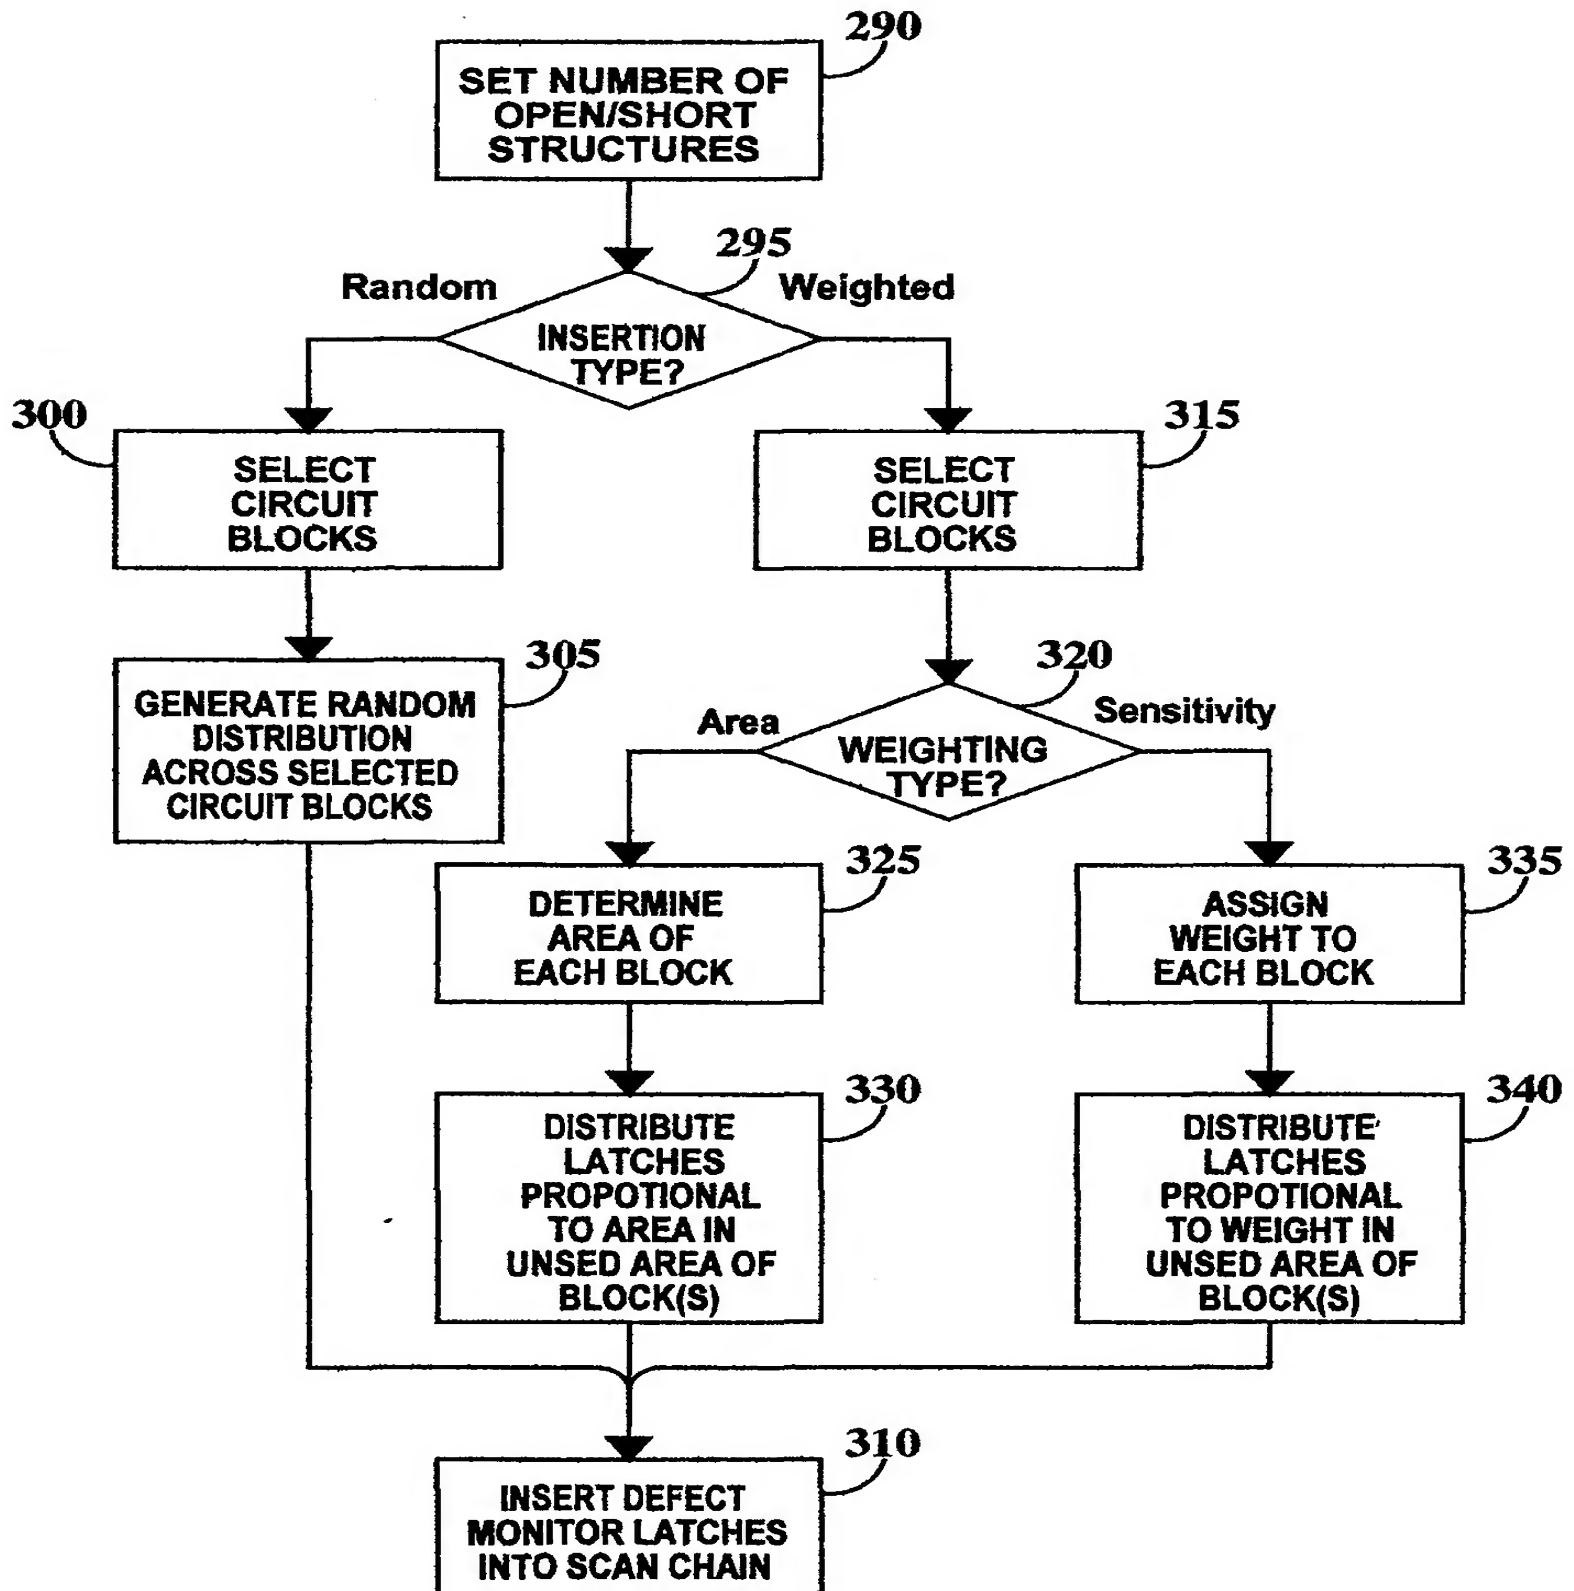 290
SET NUMBER OF
OPEN/SHORT
STRUCTURES
295
Random
Weighted
INSERTION
TYPE?
300
SELECT
CIRCUIT
BLOCKS
315
SELECT
CIRCUIT
BLOCKS
305
GENERATE RANDOM
DISTRIBUTION
ACROSS SELECTED
CIRCUIT BLOCKS
320
Area
Sensitivity
WEIGHTING
TYPE?
325
DETERMINE
AREA OF
EACH BLOCK
335
ASSIGN
WEIGHT TO
EACH BLOCK
330
DISTRIBUTE
LATCHES
PROPOTIONAL
TO AREA IN
UNSED AREA OF
BLOCK(S)
340
DISTRIBUTE
LATCHES
PROPOTIONAL
TO WEIGHT IN
UNSED AREA OF
BLOCK(S)
310
INSERT DEFECT
MONITOR LATCHES
INTO SCAN CHAIN